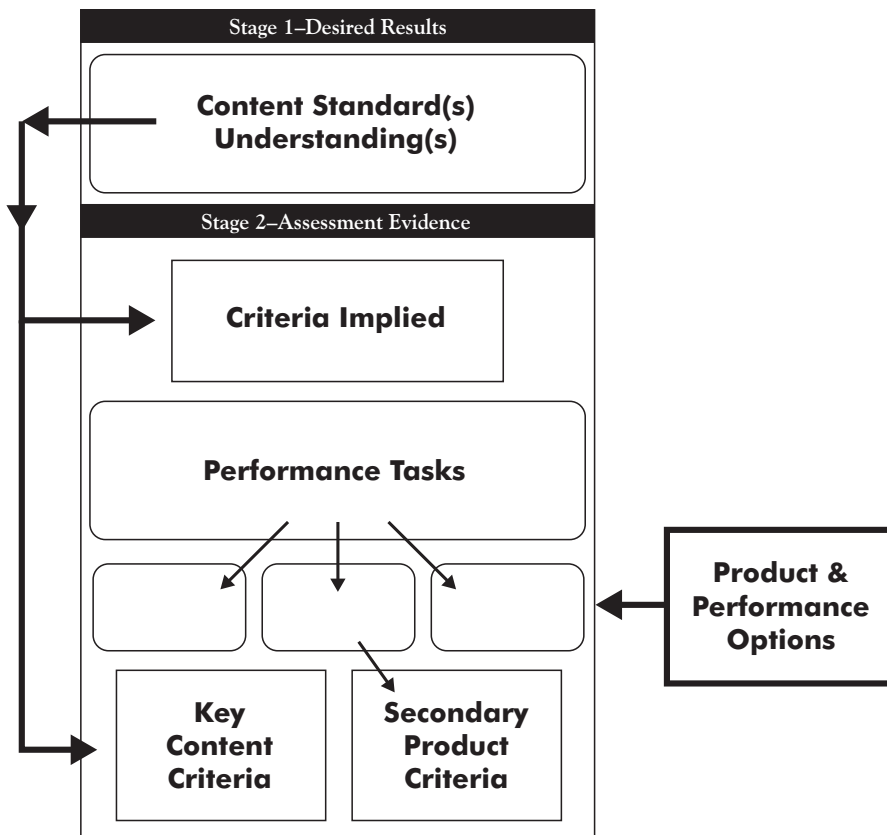 Stage 1–Desired Results
Content Standard(s)
Understanding(s)
Stage 2–Assessment Evidence
Criteria Implied
Performance Tasks
Product &
Performance
Options
Key
Content
Criteria
Secondary
Product
Criteria